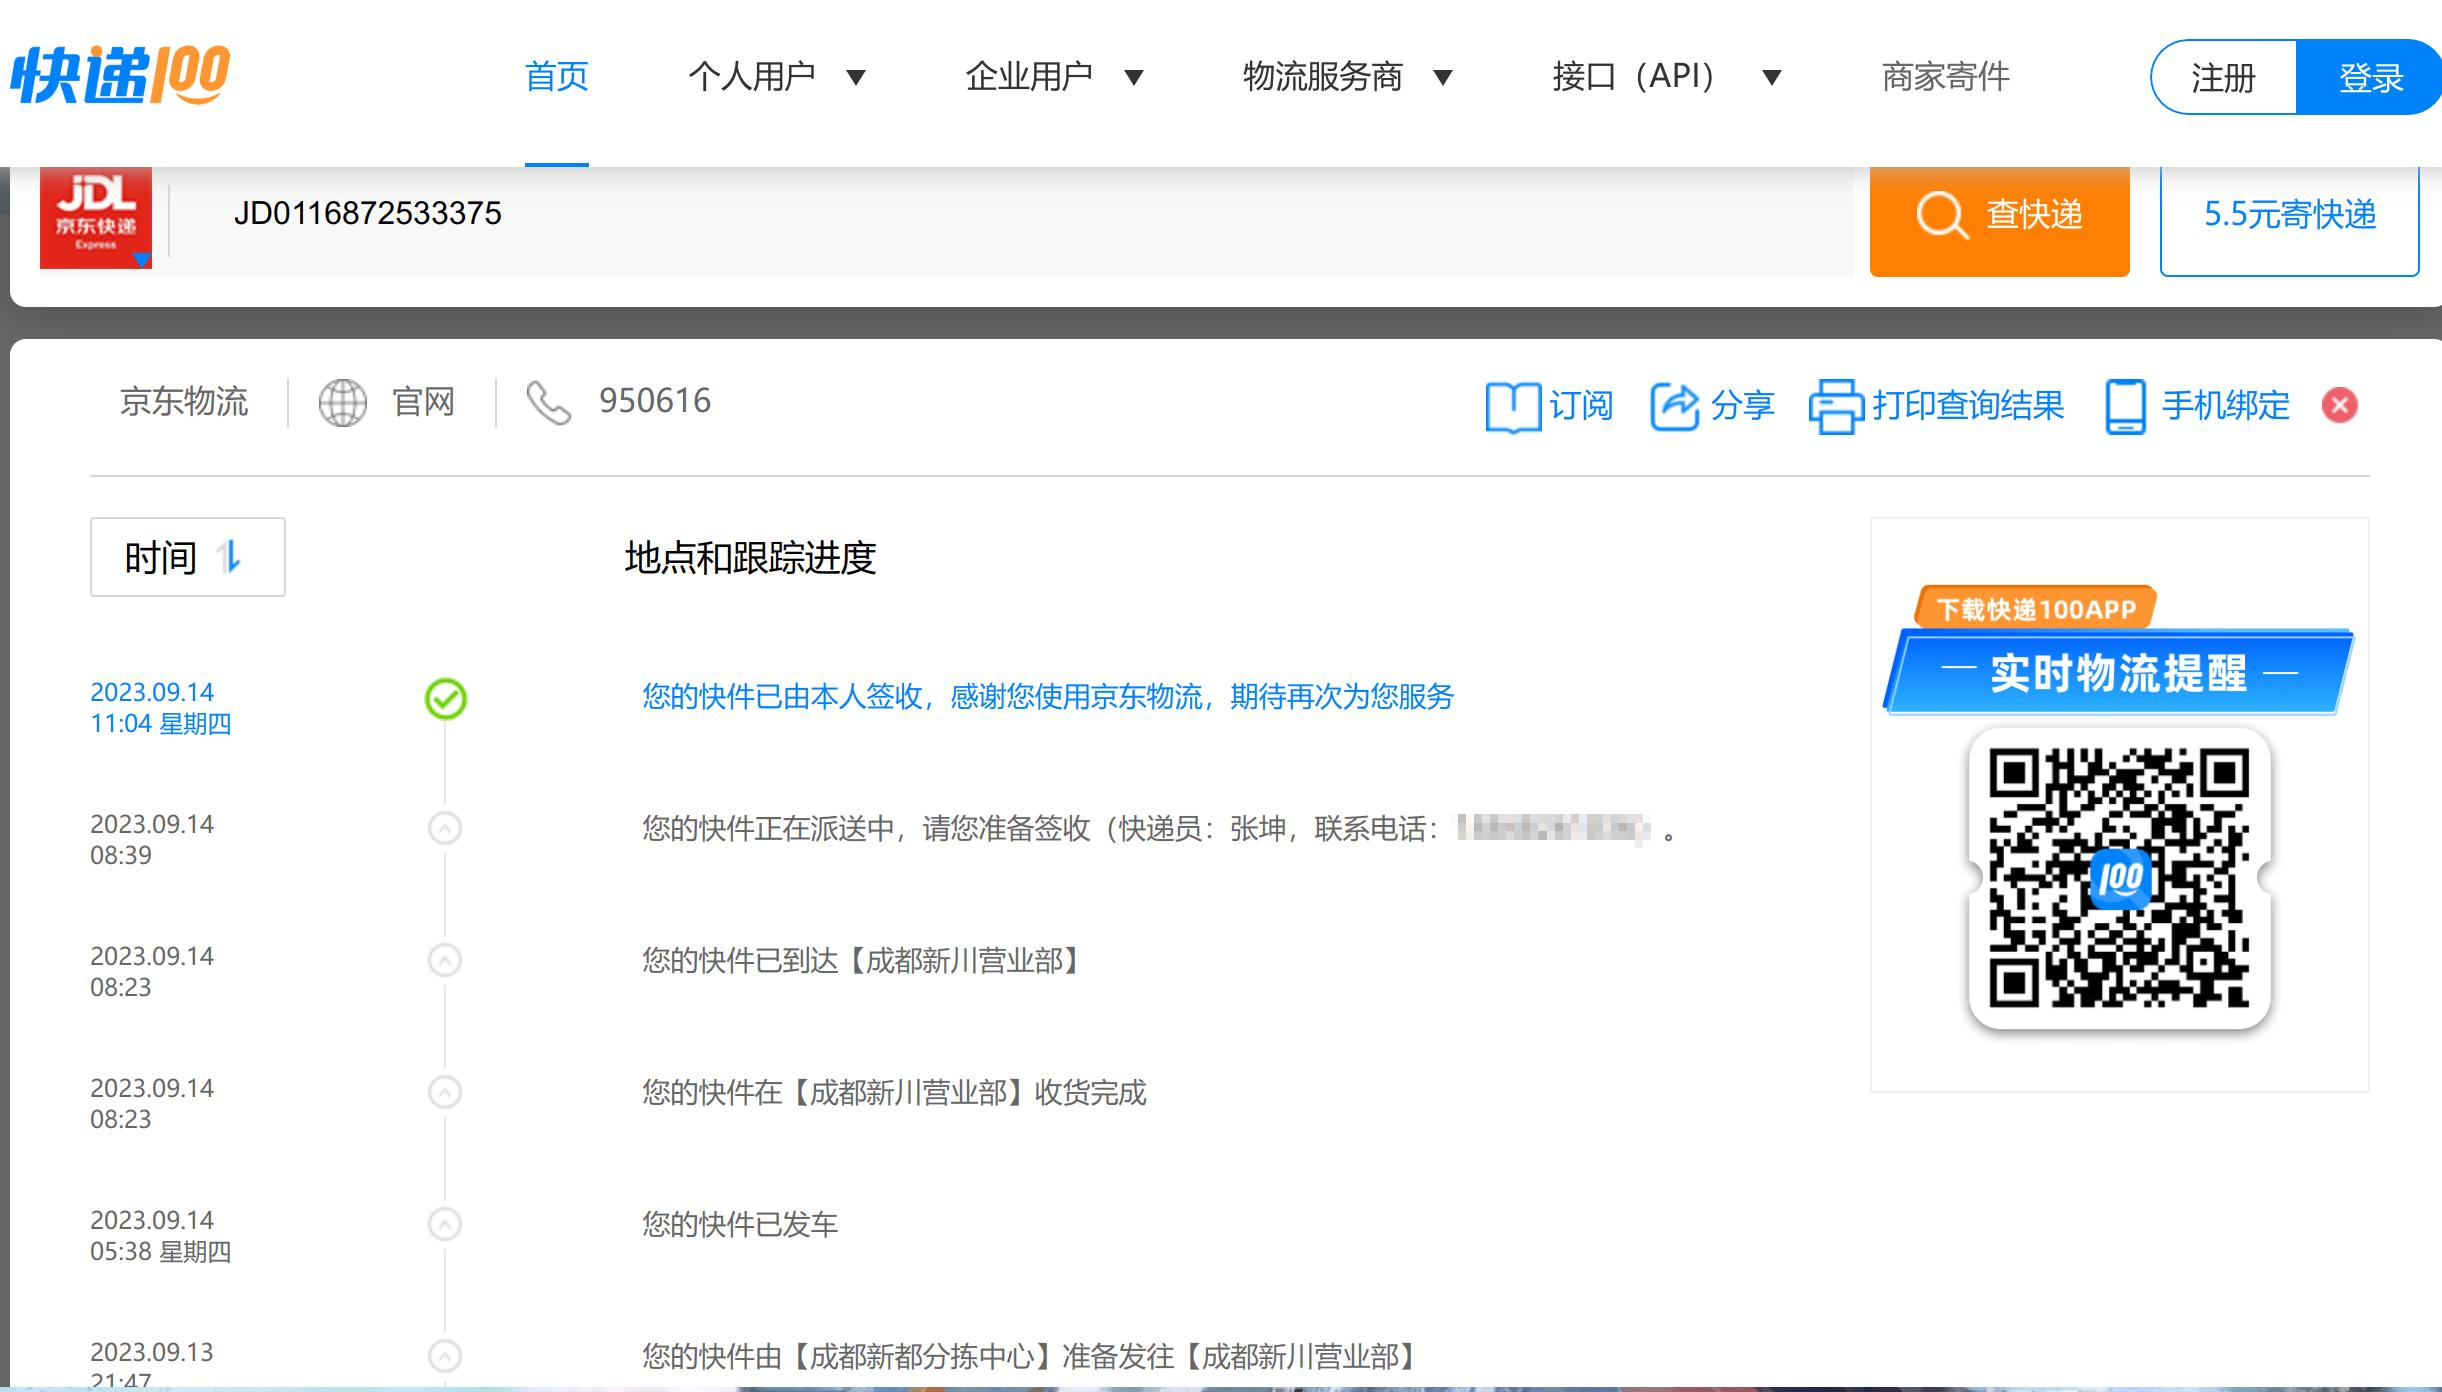 快递100
首页
个人用户
企业用户
物流服务商
接口（API）
商家寄件
注册
登录
JDL
京东快递
Express
JD0116872533375
查快递
5.5元寄快递
京东物流
官网
950616
订阅
分享
打印查询结果
手机绑定
时间
地点和跟踪进度
2023.09.14
11:04 星期四
您的快件已由本人签收，感谢您使用京东物流，期待再次为您服务
2023.09.14
08:39
您的快件正在派送中，请您准备签收（快递员：张坤，联系电话： 。
2023.09.14
08:23
您的快件已到达【成都新川营业部】
2023.09.14
08:23
您的快件在【成都新川营业部】收货完成
2023.09.14
05:38 星期四
您的快件已发车
2023.09.13
21:47
您的快件由【成都新都分拣中心】准备发往【成都新川营业部】
下载快递100APP
实时物流提醒
100